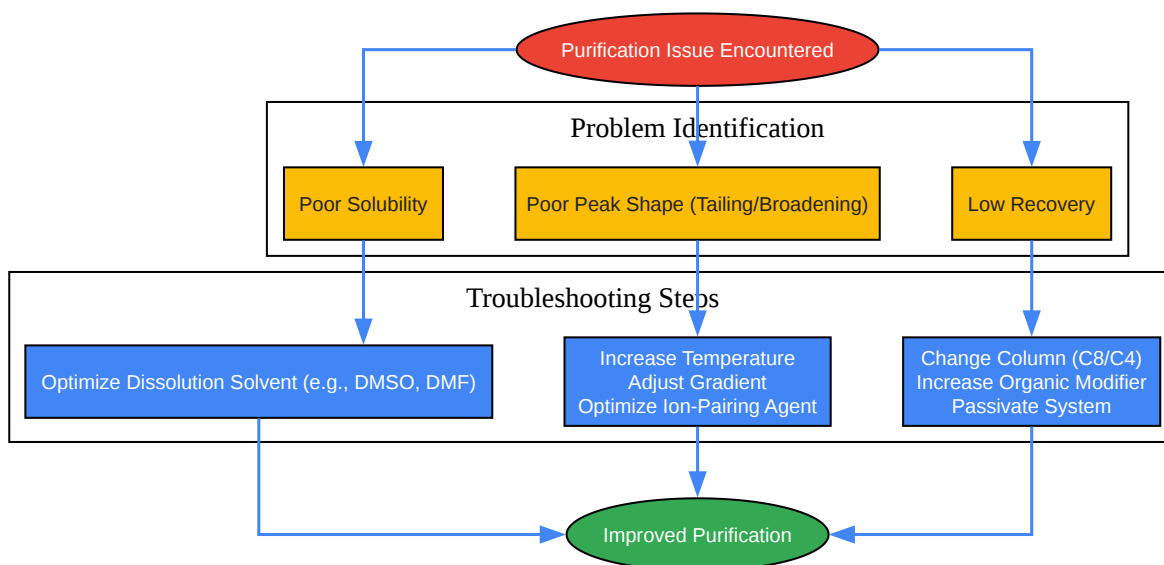 Purification Issue Encountered
Problem Identification
Poor Solubility
Poor Peak Shape (Tailing/Broadening)
Low Recovery
Troubleshooting Steps
Optimize Dissolution Solvent (e.g., DMSO, DMF)
Increase Temperature
Adjust Gradient
Optimize Ion-Pairing Agent
Change Column (C8/C4)
Increase Organic Modifier
Passivate System
Improved Purification